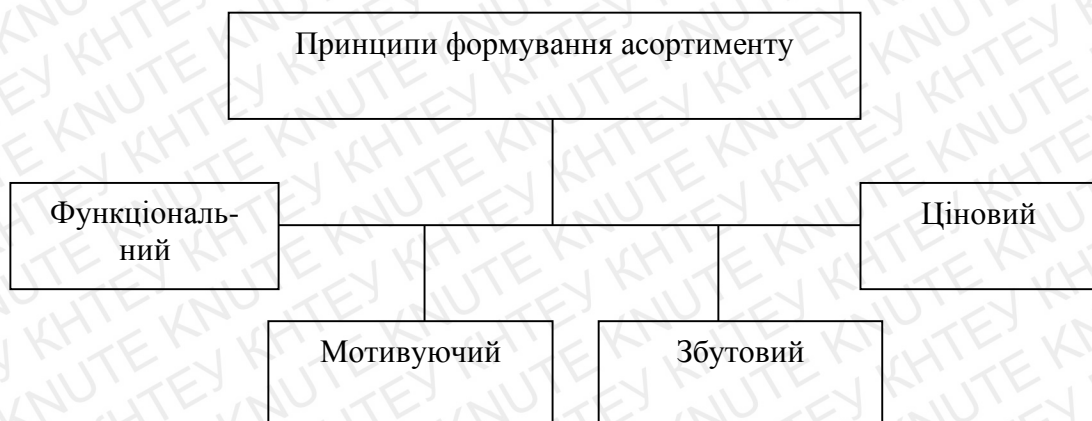 Принципи формування асортименту
Функціональ-
ний
Ціновий
Мотивуючий
Збутовий